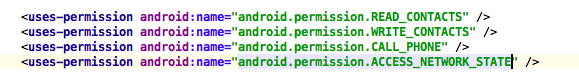 <uses-permission android:name="android.permission.READ_CONTACTS" />
<uses-permission android:name="android.permission.WRITE_CONTACTS" />
<uses-permission android:name="android.permission.CALL_PHONE" />
<uses-permission android:name="android.permission.ACCESS_NETWORK_STATE" />